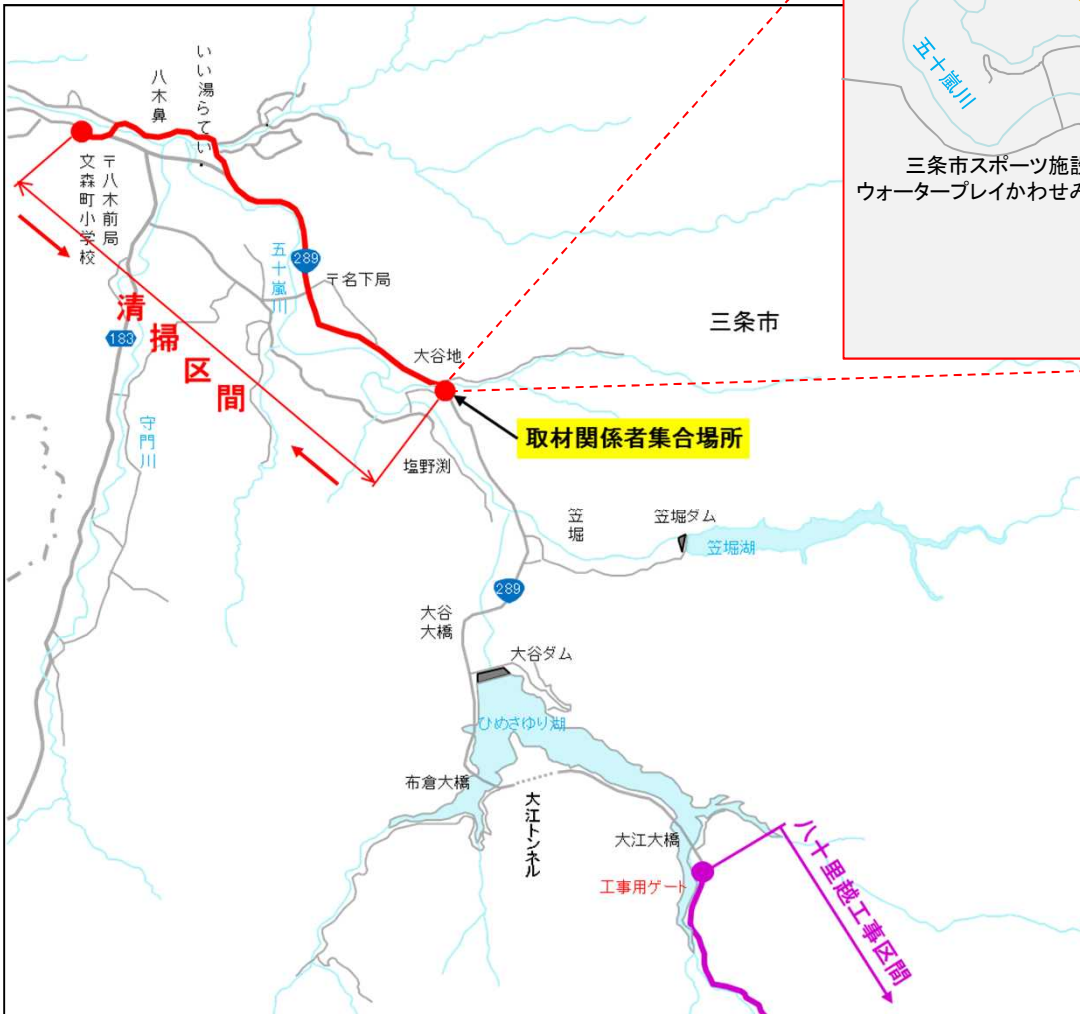 いい湯らてい
八木鼻
〒八木前局
文森町小学校
清掃区間
183
守門川
五十嵐川
289
〒名下局
大谷地
三条市
取材関係者集合場所
塩野渕
笠堀
笠堀ダム
笠堀湖
289
大谷
大橋
大谷ダム
ひめさゆり湖
布倉大橋
大江トンネル
大江大橋
工事用ゲート
八十里越工事区間
五十嵐川
三条市スポーツ施設
ウォータープレイかわせみ